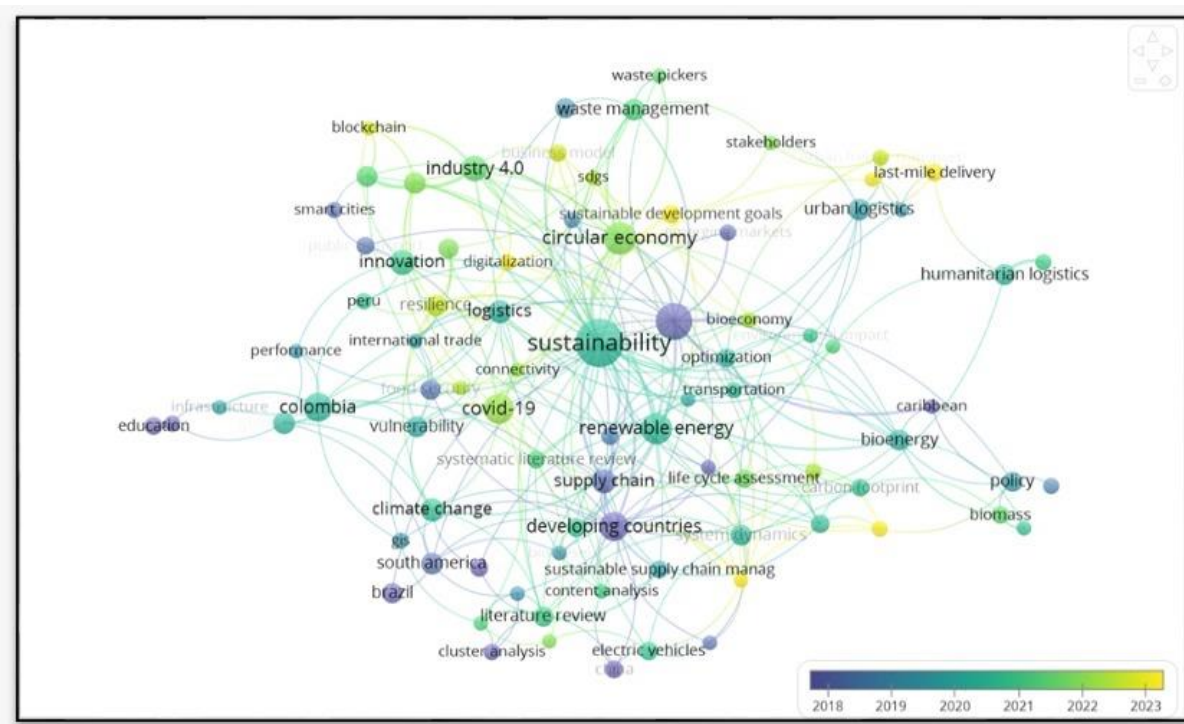 waste pickers
waste management
blockchain
stakeholders
business model
industry 4.0
last-mile delivery
sdgs
smart cities
sustainable development goals
urban logistics
circular economy
innovation
digitalization
humanitarian logistics
peru
resilience
logistics
bioeconomy
international trade
sustainability
performance
optimization
connectivity
food security
transportation
infrastructure
colombia
covid-19
caribbean
education
vulnerability
renewable energy
bioenergy
systematic literature review
supply chain
life cycle assessment
carbon footprint
policy
climate change
biomass
developing countries
system dynamics
gis
south america
sustainable supply chain manag
brazil
content analysis
literature review
cluster analysis
electric vehicles
china
2018
2019
2020
2021
2022
2023